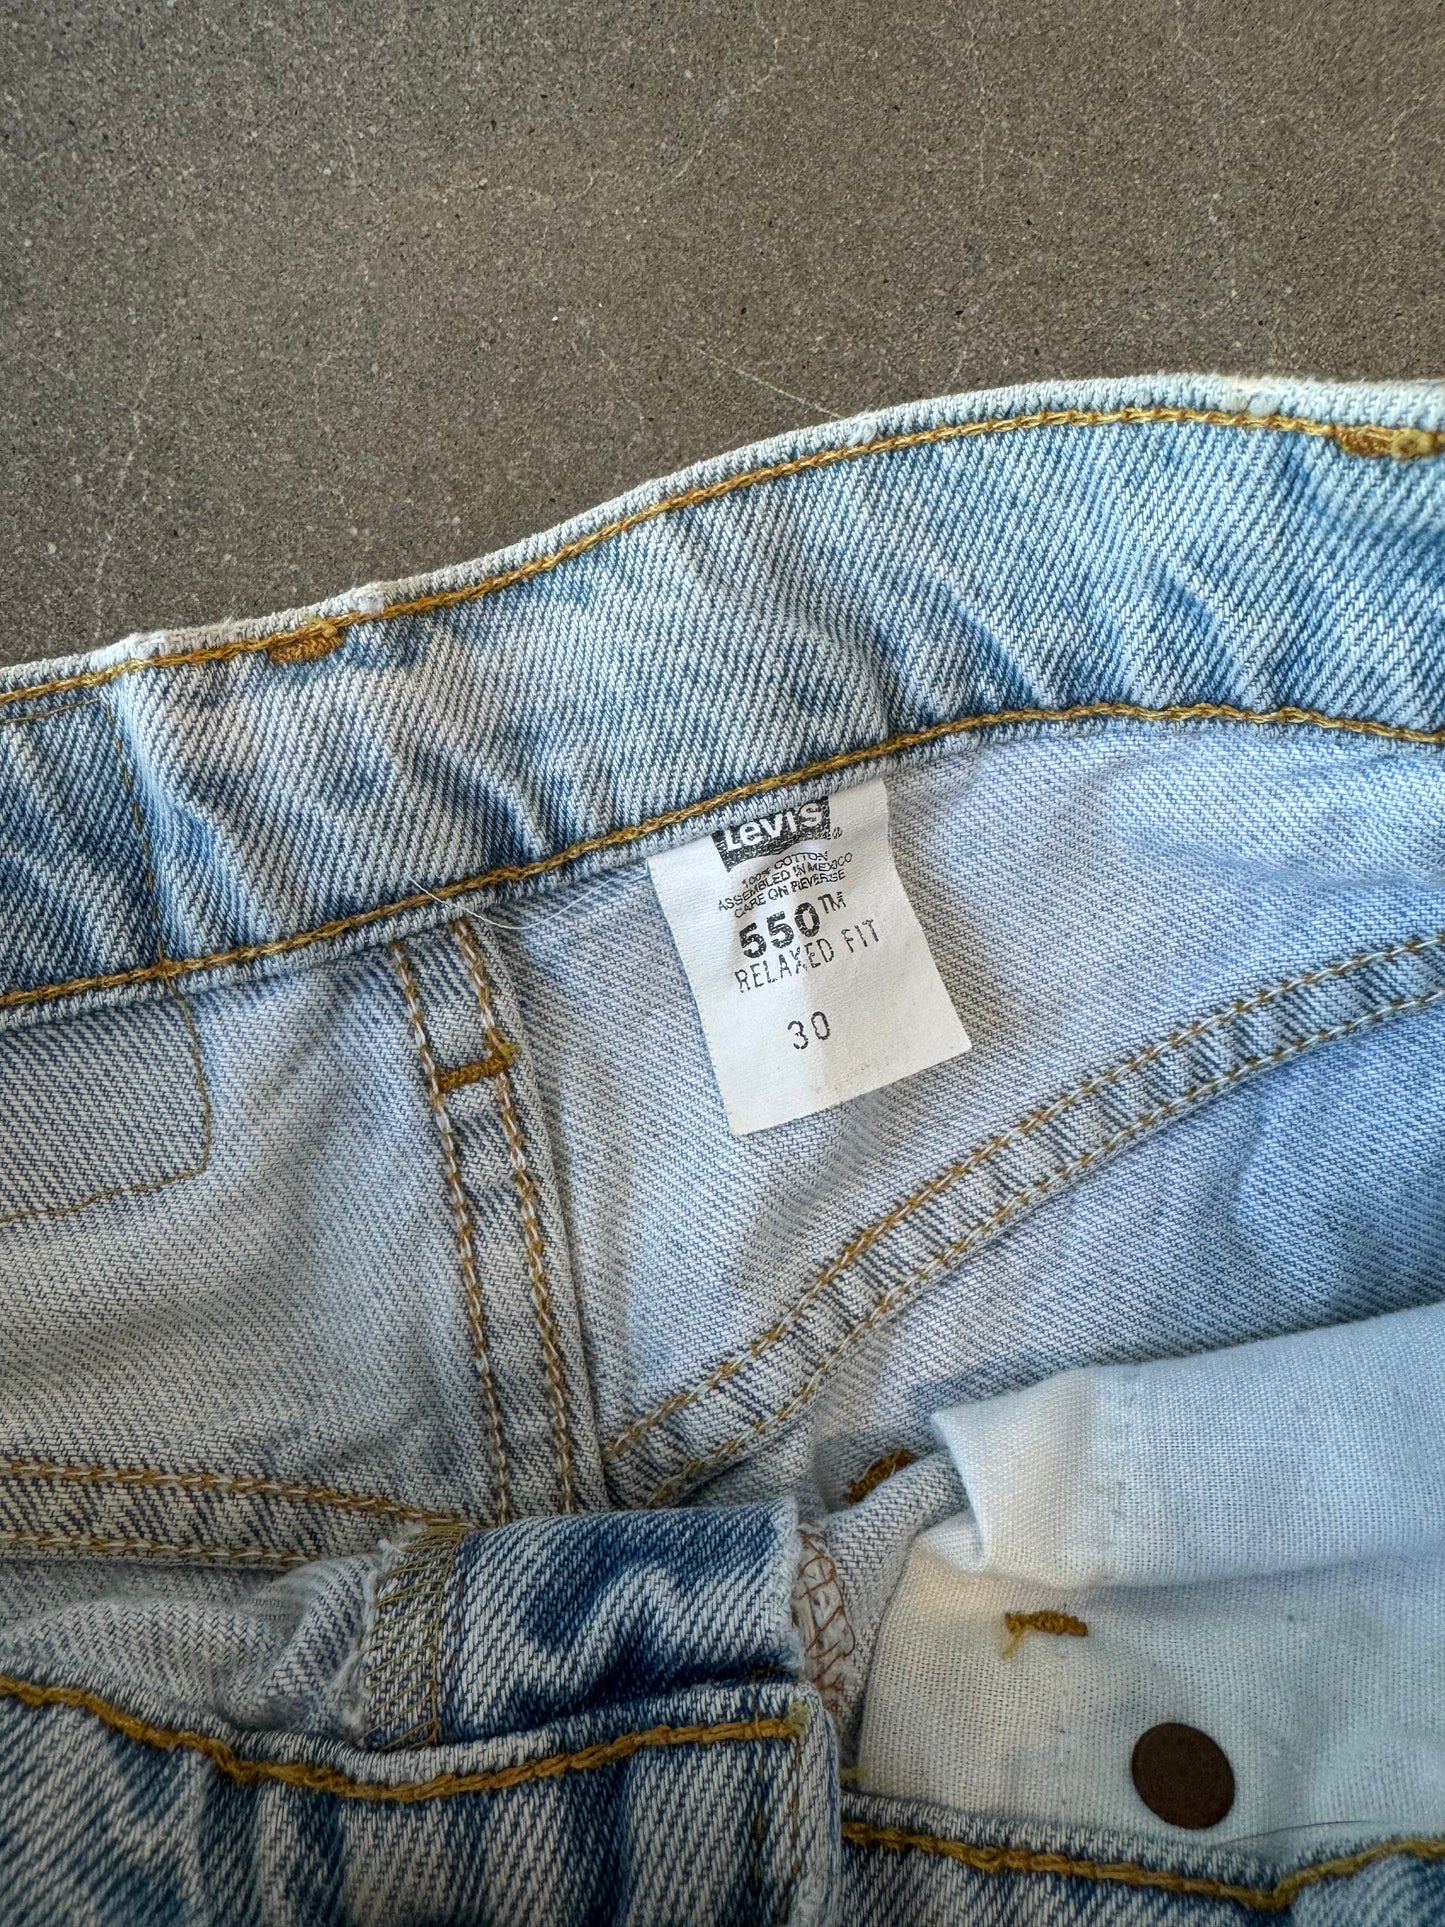 Levi's®
100% COTTON
ASSEMBLED IN MEXICO
CARE ON REVERSE
550™
RELAXED FIT
30